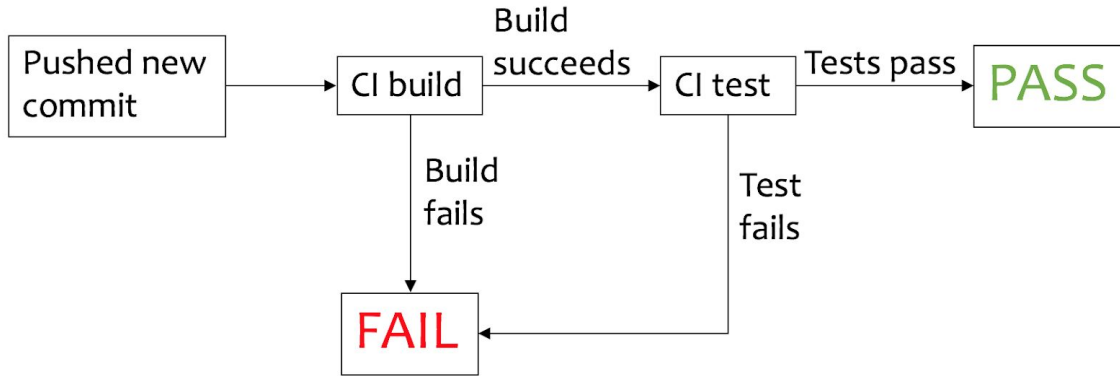 Pushed new
commit
CI build
Build
succeeds
CI test
Tests pass
PASS
Build
fails
Test
fails
FAIL